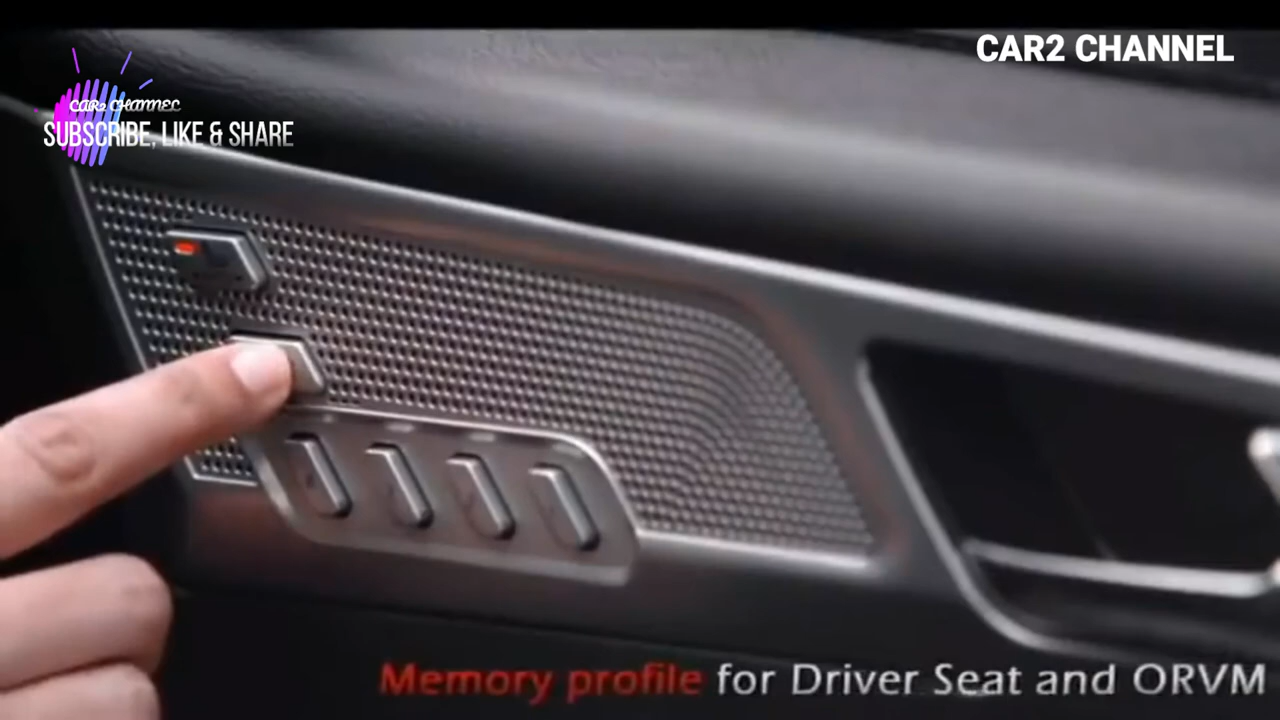 CAR2 CHANNEL
CAR2 CHANNEL
SUBSCRIBE, LIKE & SHARE
Memory profile for Driver Seat and ORVM